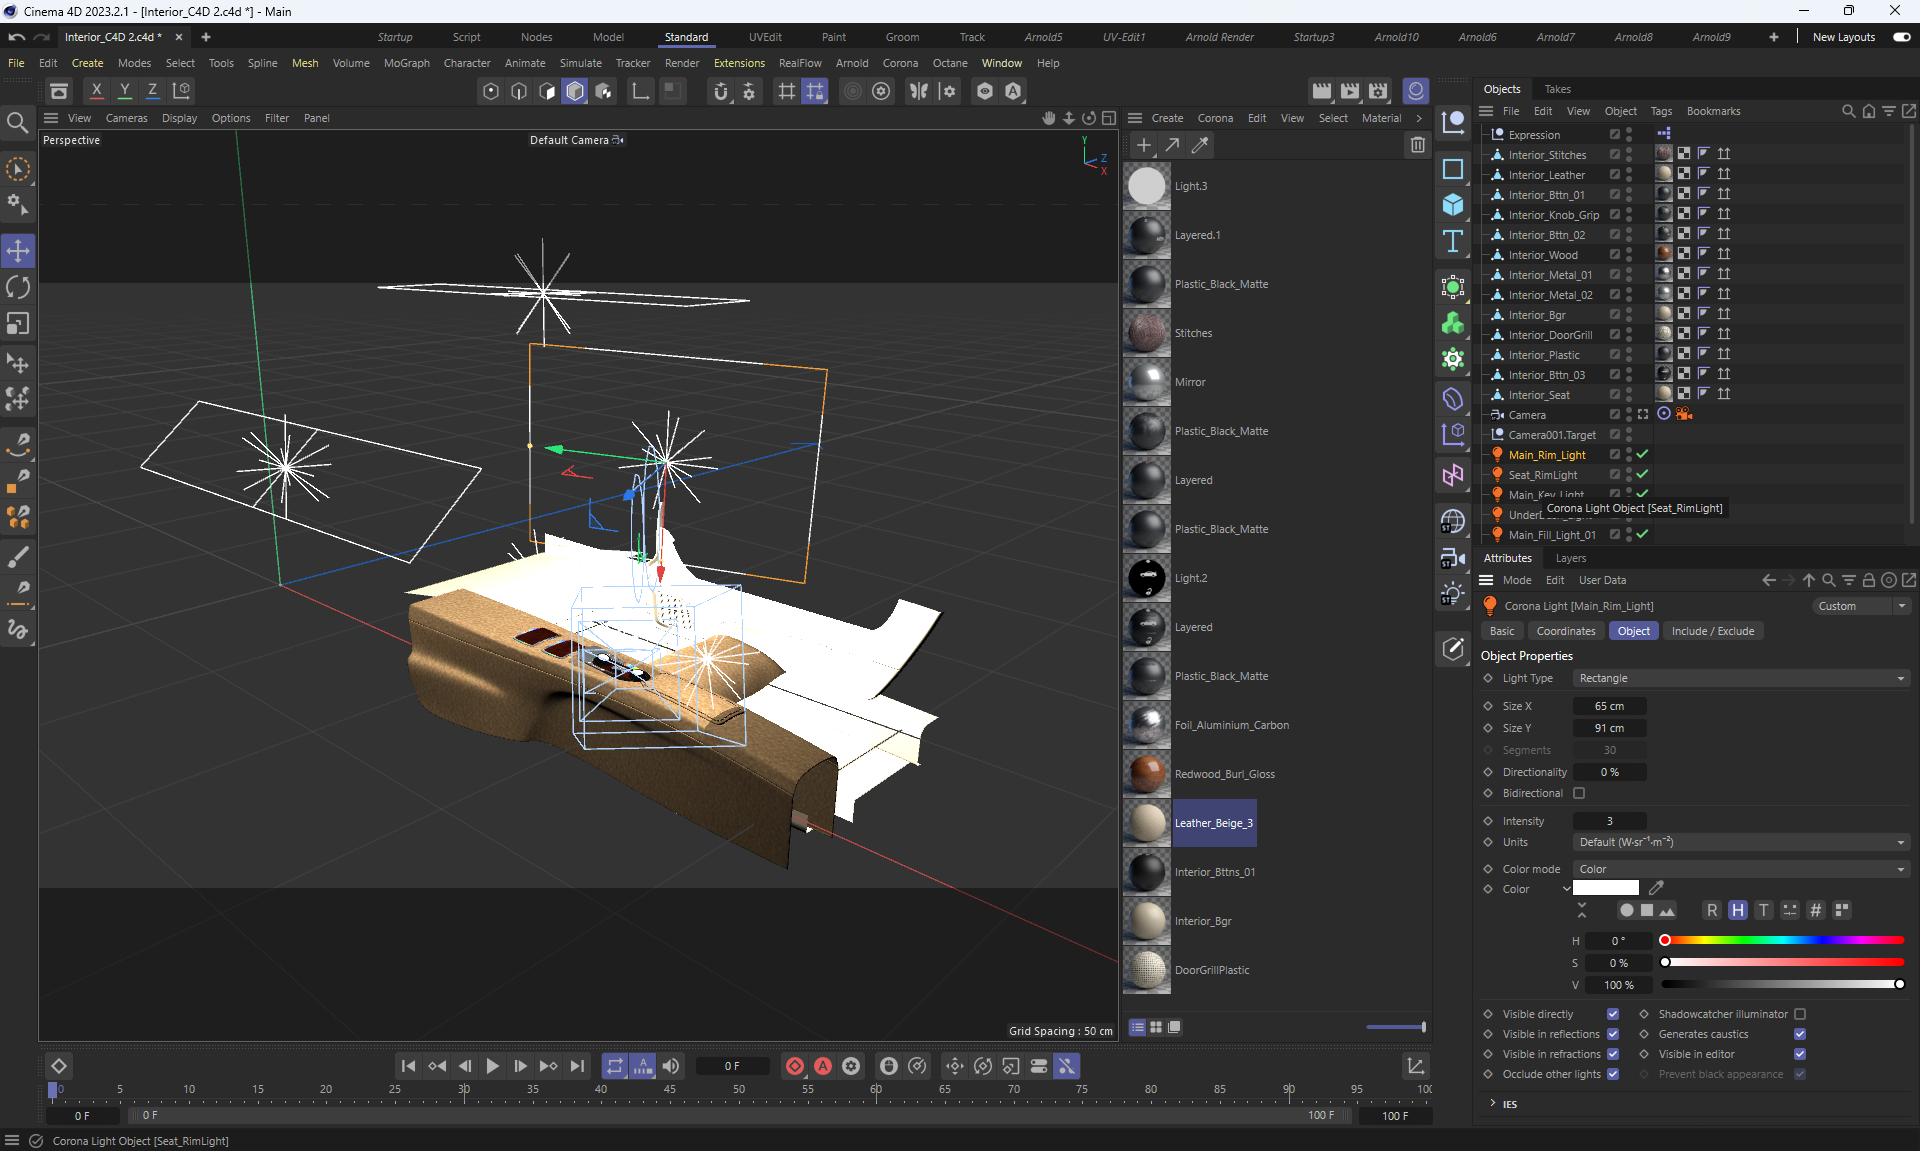 Cinema 4D 2023.2.1 - [Interior_C4D 2.c4d *] - Main
Interior_C4D 2.c4d *
Startup Script Nodes Model Standard UVEdit Paint Groom Track Arnold5 UV-Edit1 Arnold Render Startup3 Arnold10 Arnold6 Arnold7 Arnold8 Arnold9 New Layouts
File Edit Create Modes Select Tools Spline Mesh Volume MoGraph Character Animate Simulate Tracker Render Extensions RealFlow Arnold Corona Octane Window Help
X Y Z
View Cameras Display Options Filter Panel
Perspective
Default Camera
Y
Z
X
Grid Spacing : 50 cm
Create Corona Edit View Select Material
Light.3
Layered.1
Plastic_Black_Matte
Stitches
Mirror
Plastic_Black_Matte
Layered
Plastic_Black_Matte
Light.2
Layered
Plastic_Black_Matte
Foil_Aluminium_Carbon
Redwood_Burl_Gloss
Leather_Beige_3
Interior_Bttns_01
Interior_Bgr
DoorGrillPlastic
Objects Takes
File Edit View Object Tags Bookmarks
Expression
Interior_Stitches
Interior_Leather
Interior_Bttn_01
Interior_Knob_Grip
Interior_Bttn_02
Interior_Wood
Interior_Metal_01
Interior_Metal_02
Interior_Bgr
Interior_DoorGrill
Interior_Plastic
Interior_Bttn_03
Interior_Seat
Camera
Camera001.Target
Main_Rim_Light
Seat_RimLight
Main_Key_Light
Corona Light Object [Seat_RimLight]
Main_Fill_Light_01
Attributes Layers
Mode Edit User Data
Corona Light [Main_Rim_Light]
Custom
Basic Coordinates Object Include / Exclude
Object Properties
Light Type Rectangle
Size X 65 cm
Size Y 91 cm
Segments 30
Directionality 0 %
Bidirectional
Intensity 3
Units Default (W·sr⁻¹·m⁻²)
Color mode Color
Color
R H T #
H 0 °
S 0 %
V 100 %
Visible directly Shadowcatcher illuminator
Visible in reflections Generates caustics
Visible in refractions Visible in editor
Occlude other lights Prevent black appearance
IES
0 F
0 5 10 15 20 25 30 35 40 45 50 55 60 65 70 75 80 85 90 95 100
0 F 0 F 100 F 100 F
Corona Light Object [Seat_RimLight]